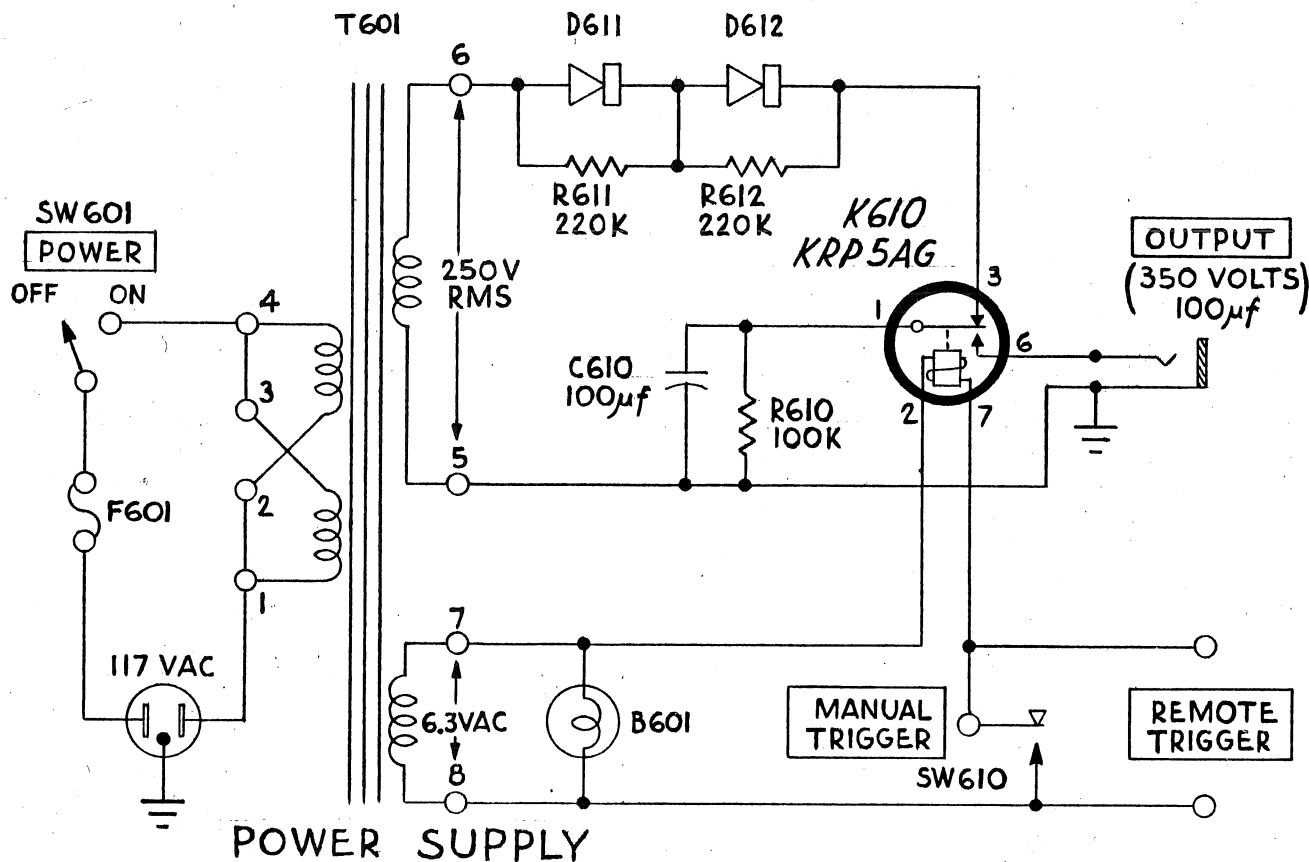 T601
D611
D612
6
R611
220K
R612
220K
K610
KRP5AG
SW601
POWER
OFF
ON
4
3
2
1
F601
117 VAC
250V
RMS
5
C610
100µf
R610
100K
1
3
6
2
7
OUTPUT
(350 VOLTS)
100µf
7
6.3VAC
8
B601
MANUAL
TRIGGER
SW610
REMOTE
TRIGGER
POWER SUPPLY